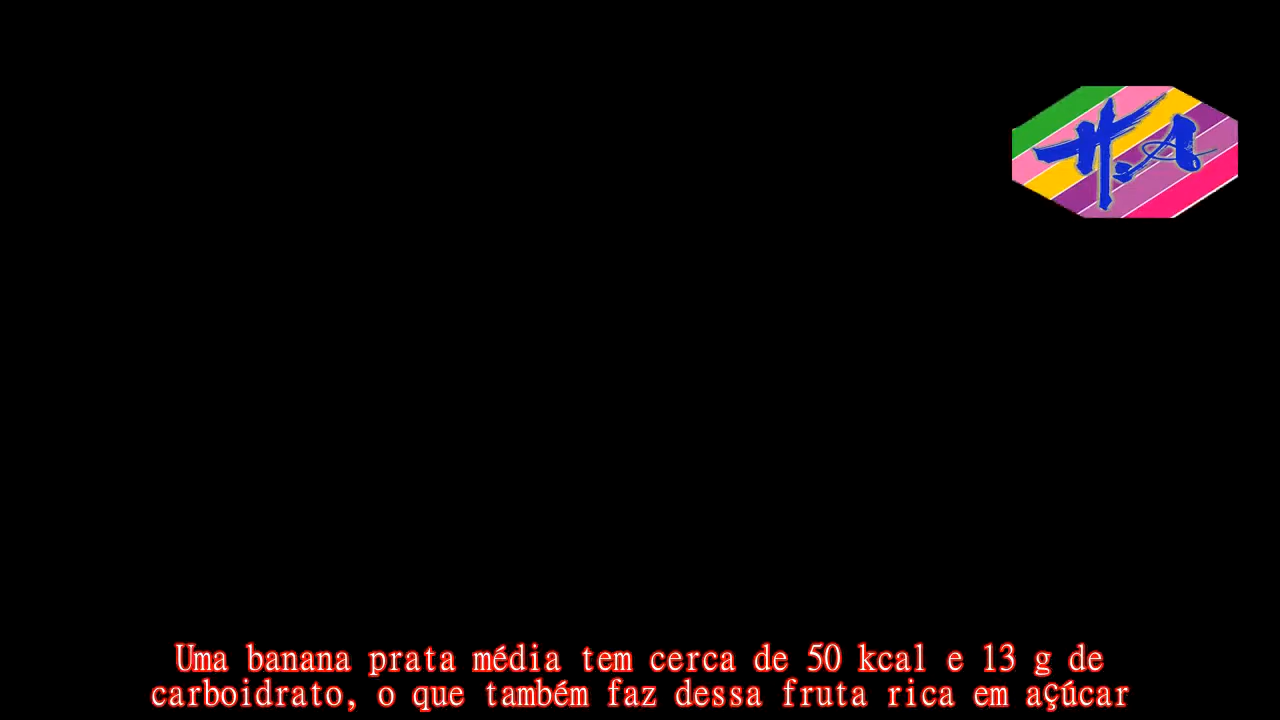 H.A
Uma banana prata média tem cerca de 50 kcal e 13 g de
carboidrato, o que também faz dessa fruta rica em açúcar